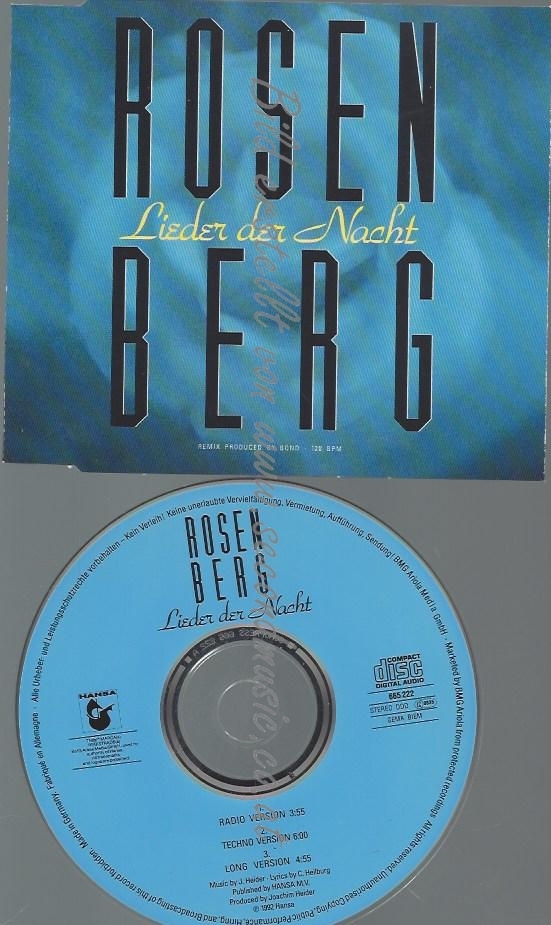 ROSEN
Lieder der Nacht
BERG
REMIX PRODUCED BY BOND · 128 BPM
Bild erstellt von www.
Alle Urheber- und Leistungsschutzrechte vorbehalten – Kein Verleih! Keine unerlaubte Vervielfältigung, Vermietung, Aufführung, Sendung! BMG Ariola Media GmbH · Marketed by BMG Ariola from protected recordings. All rights reserved. Unauthorised Copying, Public Performance, Hiring, and Broadcasting of this record forbidden. Made in Germany. Fabriqué en Allemagne ·
ROSEN
BERG
Lieder der Nacht
HANSA
COMPACT
disc
DIGITAL AUDIO
665 222
STEREO DDD
GEMA BIEM
RADIO VERSION 3:55
TECHNO VERSION 6:00
3.
LONG VERSION 4:55
Music by J. Heider · Lyrics by C. Heilburg
Published by HANSA M.V.
Produced by Joachim Heider
℗ 1992 Hansa